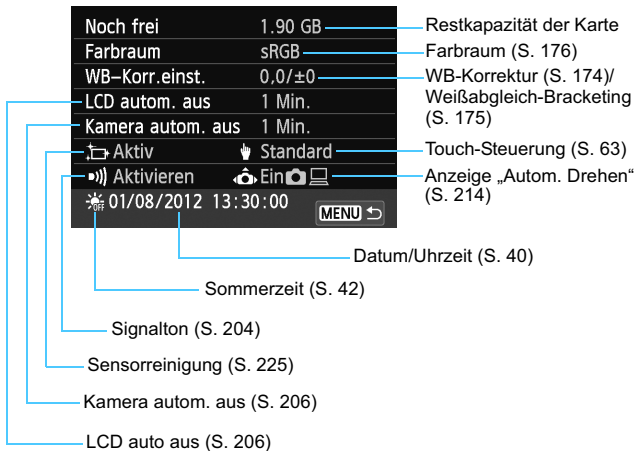 Noch frei 1.90 GB
Farbraum sRGB
WB-Korr.einst. 0,0/±0
LCD autom. aus 1 Min.
Kamera autom. aus 1 Min.
Aktiv Standard
Aktivieren Ein
OFF 01/08/2012 13:30:00 MENU
Restkapazität der Karte
Farbraum (S. 176)
WB-Korrektur (S. 174)/
Weißabgleich-Bracketing
(S. 175)
Touch-Steuerung (S. 63)
Anzeige „Autom. Drehen“
(S. 214)
Datum/Uhrzeit (S. 40)
Sommerzeit (S. 42)
Signalton (S. 204)
Sensorreinigung (S. 225)
Kamera autom. aus (S. 206)
LCD auto aus (S. 206)